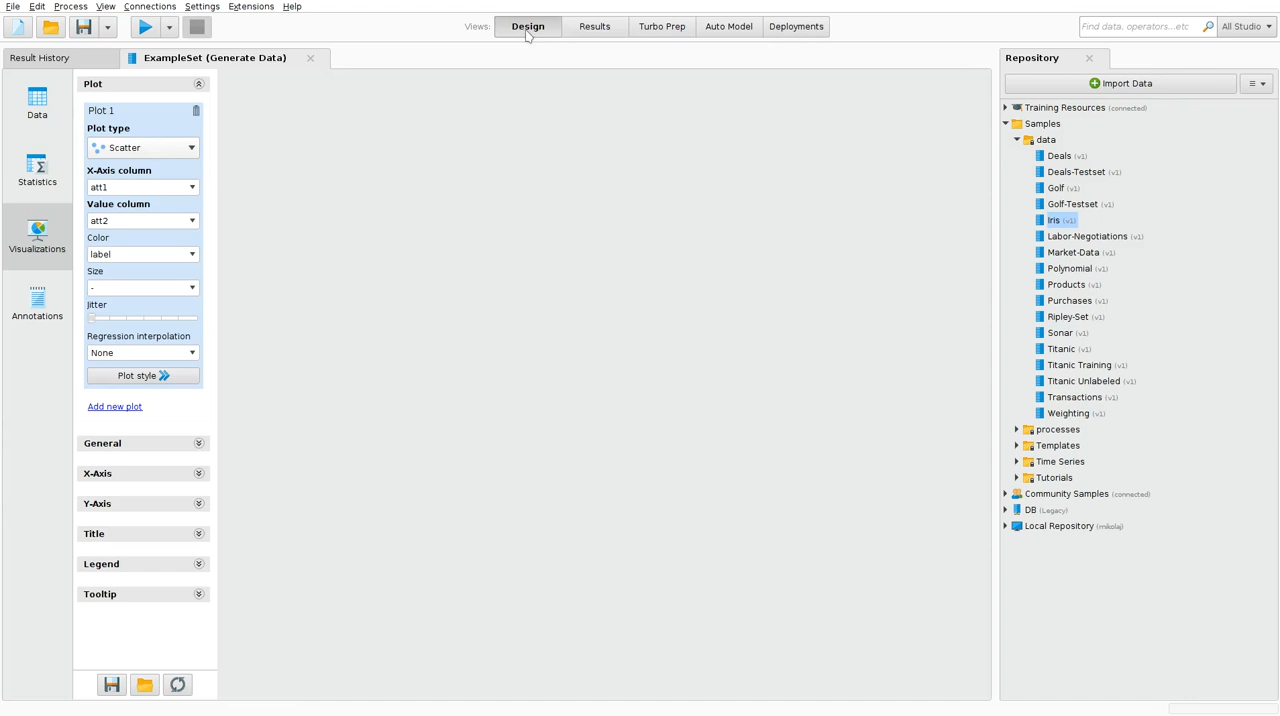 File Edit Process View Connections Settings Extensions Help
Views: Design Results Turbo Prep Auto Model Deployments
Find data, operators...etc All Studio
Result History
ExampleSet (Generate Data)
Data
Statistics
Visualizations
Annotations
Plot
Plot 1
Plot type
Scatter
X-Axis column
att1
Value column
att2
Color
label
Size
-
Jitter
Regression interpolation
None
Plot style
Add new plot
General
X-Axis
Y-Axis
Title
Legend
Tooltip
Repository
Import Data
Training Resources (connected)
Samples
data
Deals (v1)
Deals-Testset (v1)
Golf (v1)
Golf-Testset (v1)
Iris (v1)
Labor-Negotiations (v1)
Market-Data (v1)
Polynomial (v1)
Products (v1)
Purchases (v1)
Ripley-Set (v1)
Sonar (v1)
Titanic (v1)
Titanic Training (v1)
Titanic Unlabeled (v1)
Transactions (v1)
Weighting (v1)
processes
Templates
Time Series
Tutorials
Community Samples (connected)
DB (Legacy)
Local Repository (mikolaj)